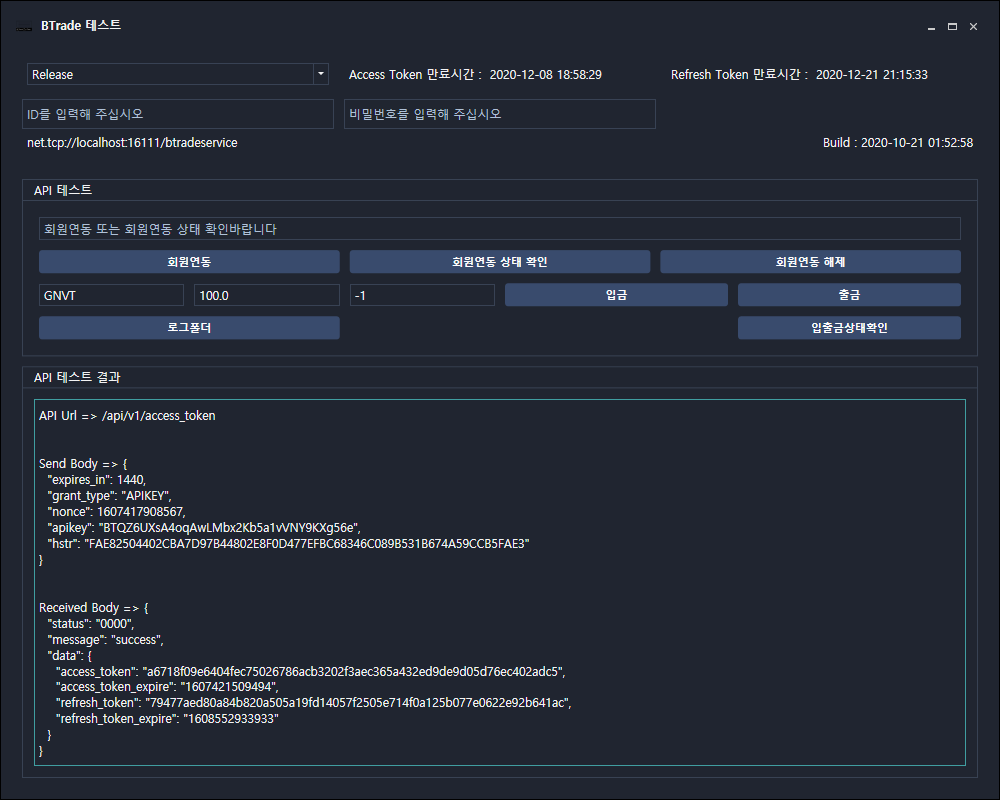 BTrade 테스트
Release
Access Token 만료시간 : 2020-12-08 18:58:29
Refresh Token 만료시간 : 2020-12-21 21:15:33
ID를 입력해 주십시오
비밀번호를 입력해 주십시오
net.tcp://localhost:16111/btradeservice
Build : 2020-10-21 01:52:58
API 테스트
회원연동 또는 회원연동 상태 확인바랍니다
회원연동
회원연동 상태 확인
회원연동 해제
GNVT
100.0
-1
입금
출금
로그폴더
입출금상태확인
API 테스트 결과
API Url => /api/v1/access_token
Send Body => {
"expires_in": 1440,
"grant_type": "APIKEY",
"nonce": 1607417908567,
"apikey": "BTQZ6UXsA4oqAwLMbx2Kb5a1vVNY9KXg56e",
"hstr": "FAE82504402CBA7D97B44802E8F0D477EFBC68346C089B531B674A59CCB5FAE3"
}
Received Body => {
"status": "0000",
"message": "success",
"data": {
"access_token": "a6718f09e6404fec75026786acb3202f3aec365a432ed9de9d05d76ec402adc5",
"access_token_expire": "1607421509494",
"refresh_token": "79477aed80a84b820a505a19fd14057f2505e714f0a125b077e0622e92b641ac",
"refresh_token_expire": "1608552933933"
}
}